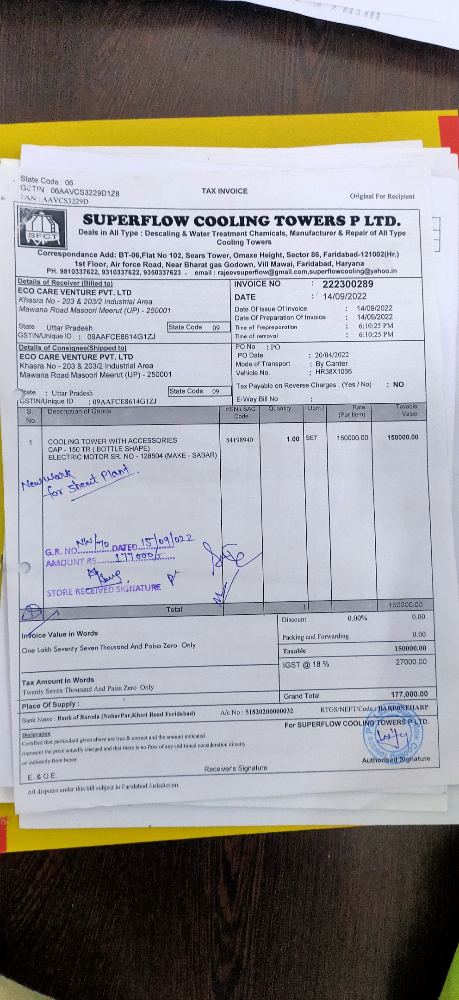 State Code : 06
GSTIN : 06AAVCS3229D1Z8
PAN : AAVCS3229D
TAX INVOICE
Original For Recipient
SFCT
SUPERFLOW COOLING TOWERS P LTD.
Deals in All Type : Descaling & Water Treatment Chamicals, Manufacturer & Repair of All Type
Cooling Towers
Correspondance Add: BT-06,Flat No 102, Sears Tower, Omaxe Height, Sector 86, Faridabad-121002(Hr.)
1st Floor, Air force Road, Near Bharat gas Godown, Vill Mawai, Faridabad, Haryana
PH. 9810337622, 9310337622, 9350337623 , email : rajeevsuperflow@gmail.com,superflowcooling@yahoo.in
Details of Receiver (Billed to)
ECO CARE VENTURE PVT. LTD
Khasra No - 203 & 203/2 Industrial Area
Mawana Road Masoori Meerut (UP) - 250001
State Uttar Pradesh State Code 09
GSTIN/Unique ID : 09AAFCE8614G1ZJ
INVOICE NO : 222300289
DATE : 14/09/2022
Date Of Issue Of Invoice : 14/09/2022
Date Of Preparation Of Invoice : 14/09/2022
Time of Prepreparation : 6:10:25 PM
Time of removal : 6:10:25 PM
Details of Consignee(Shipped to)
ECO CARE VENTURE PVT. LTD
Khasra No - 203 & 203/2 Industrial Area
Mawana Road Masoori Meerut (UP) - 250001
tate : Uttar Pradesh State Code 09
GSTIN/Unique ID : 09AAFCE8614G1ZJ
PO No : PO
PO Date : 20/04/2022
Mode of Transport : By Canter
Vehicle No. : HR38X1066
Tax Payable on Reverse Charges : (Yes / No) : NO
E-Way Bill No :
S. No. Description of Goods HSN / SAC Code Quantity Uom / Rate (Per Item) Taxable Value
1 COOLING TOWER WITH ACCESSORIES 84198940 1.00 SET 150000.00 150000.00
CAP - 150 TR ( BOTTLE SHAPE)
ELECTRIC MOTOR SR. NO - 128504 (MAKE - SABAR)
New work
for sheet Plant.
G.R. NO. NW/70 DATED 15/09/022
AMOUNT RS. 177000/-
STORE RECEIVED SIGNATURE
Total 1 150000.00
Discount 0.00% 0.00
Invoice Value in Words
Packing and Forwarding 0.00
One Lakh Seventy Seven Thousand And Paisa Zero Only
Taxable 150000.00
IGST @ 18 % 27000.00
Tax Amount In Words
Twenty Seven Thousand And Paisa Zero Only
Grand Total 177,000.00
Place Of Supply :
Bank Name : Bank of Baroda (NaharPar,Kheri Road Faridabad) A/c No : 51820200000032 RTGS/NEFT/Code : BARB0NEHARP
For SUPERFLOW COOLING TOWERS P LTD.
Declaration
Certified that particulard given above are true & correct and the amount indicated
represent the price actually charged and that there is no flow of any additional consideration directly
or indirectly from buyer.
Authorised Signature
Receiver's Signature
E. & O.E.
All disputes under this bill subject to Faridabad Jurisdiction.